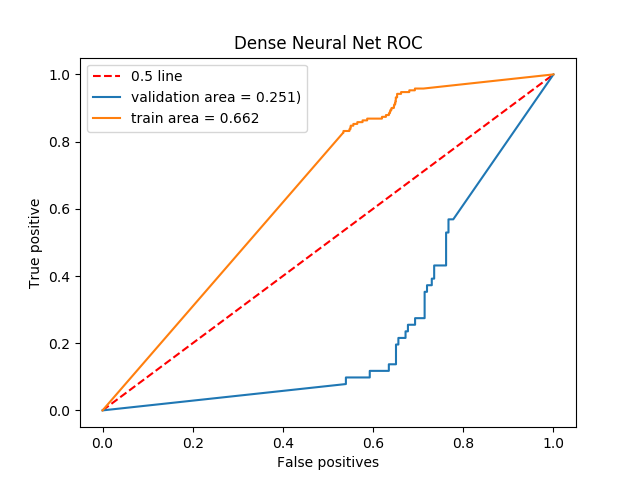 Dense Neural Net ROC
0.5 line
validation area = 0.251)
train area = 0.662
True positive
1.0
0.8
0.6
0.4
0.2
0.0
0.0 0.2 0.4 0.6 0.8 1.0
False positives